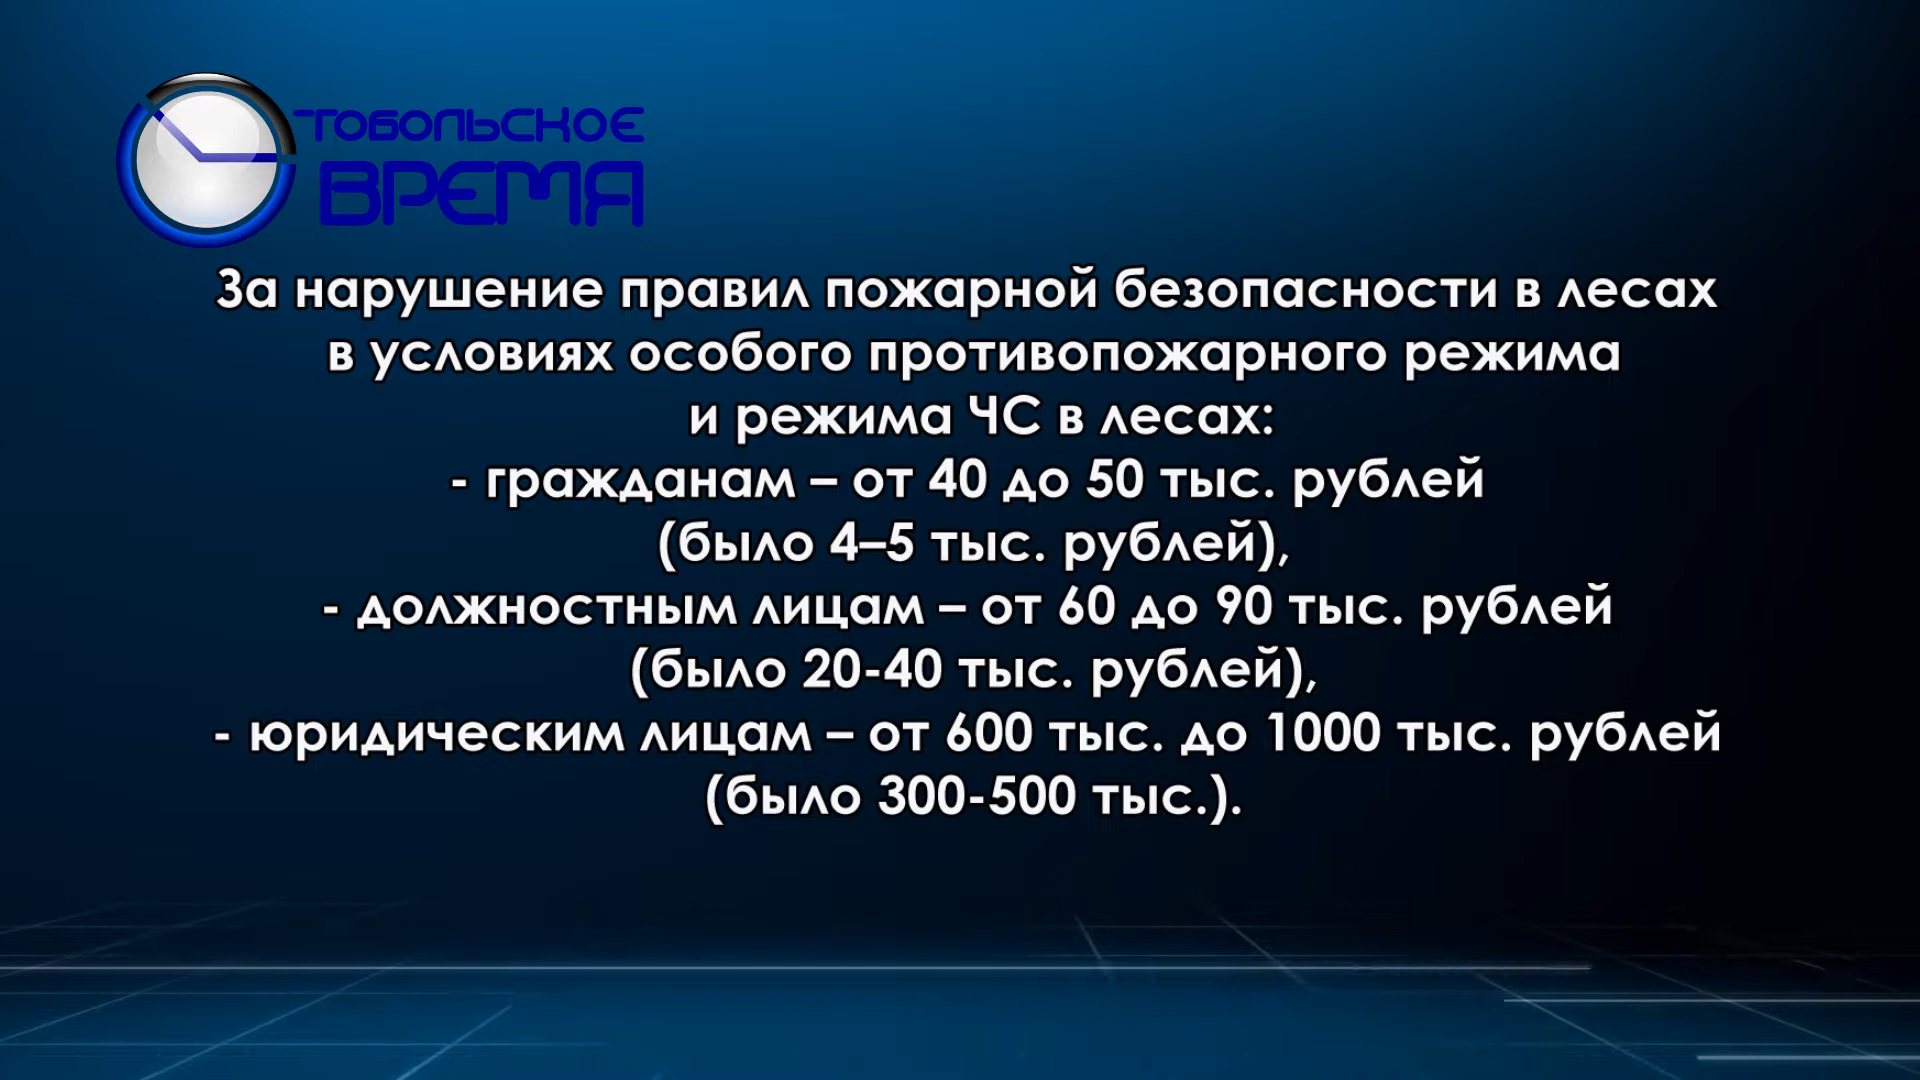 ТОБОЛЬСКОЕ
ВРЕМЯ
За нарушение правил пожарной безопасности в лесах
в условиях особого противопожарного режима
и режима ЧС в лесах:
- гражданам – от 40 до 50 тыс. рублей
(было 4–5 тыс. рублей),
- должностным лицам – от 60 до 90 тыс. рублей
(было 20-40 тыс. рублей),
- юридическим лицам – от 600 тыс. до 1000 тыс. рублей
(было 300-500 тыс.).